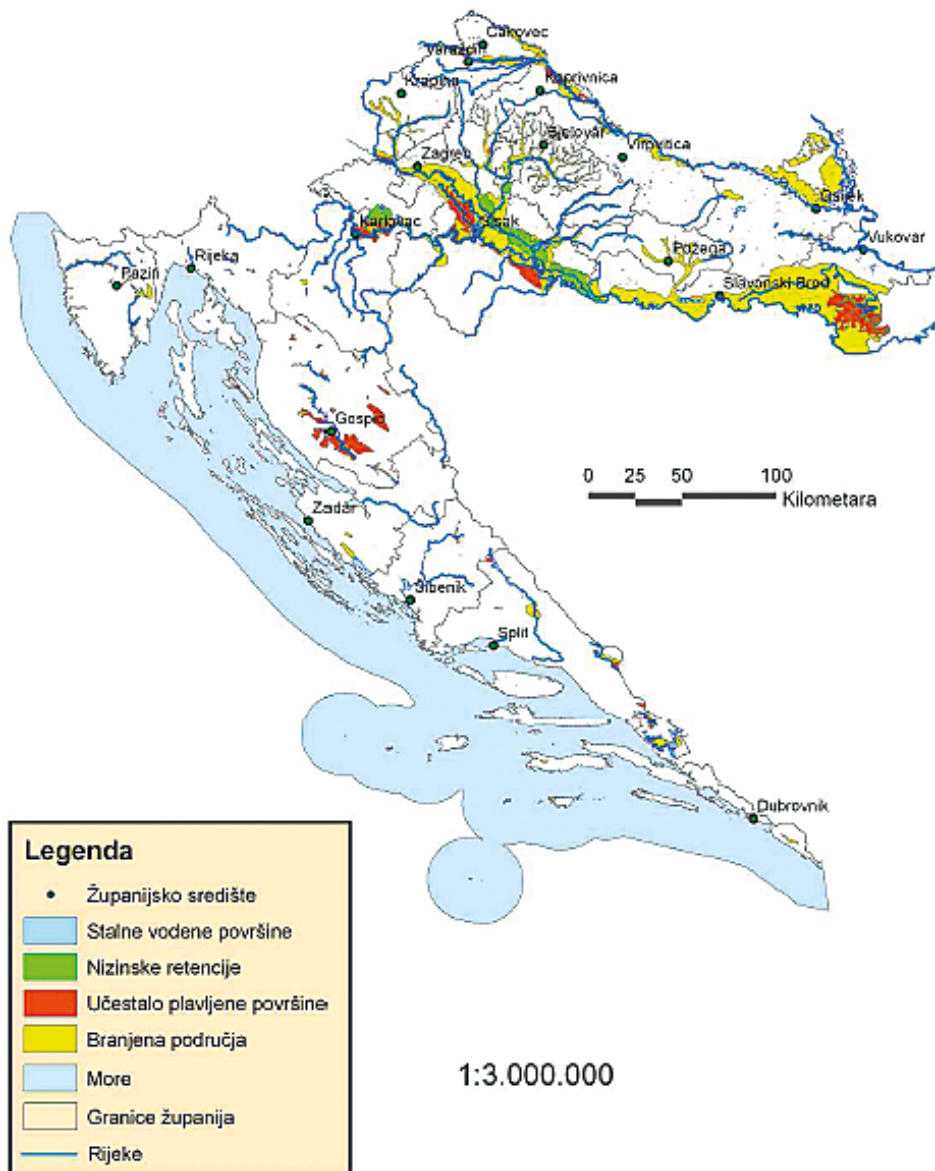 Čakovec
Varaždin
Krapina
Koprivnica
Bjelovar
Virovitica
Zagreb
Osijek
Karlovac
Sisak
Vukovar
Rijeka
Požega
Pazin
Slavonski Brod
Gospić
0 25 50 100
Kilometara
Zadar
Šibenik
Split
Dubrovnik
Legenda
Županijsko središte
Stalne vodene površine
Nizinske retencije
Učestalo plavljene površine
Branjena područja
More
Granice županija
Rijeke
1:3.000.000